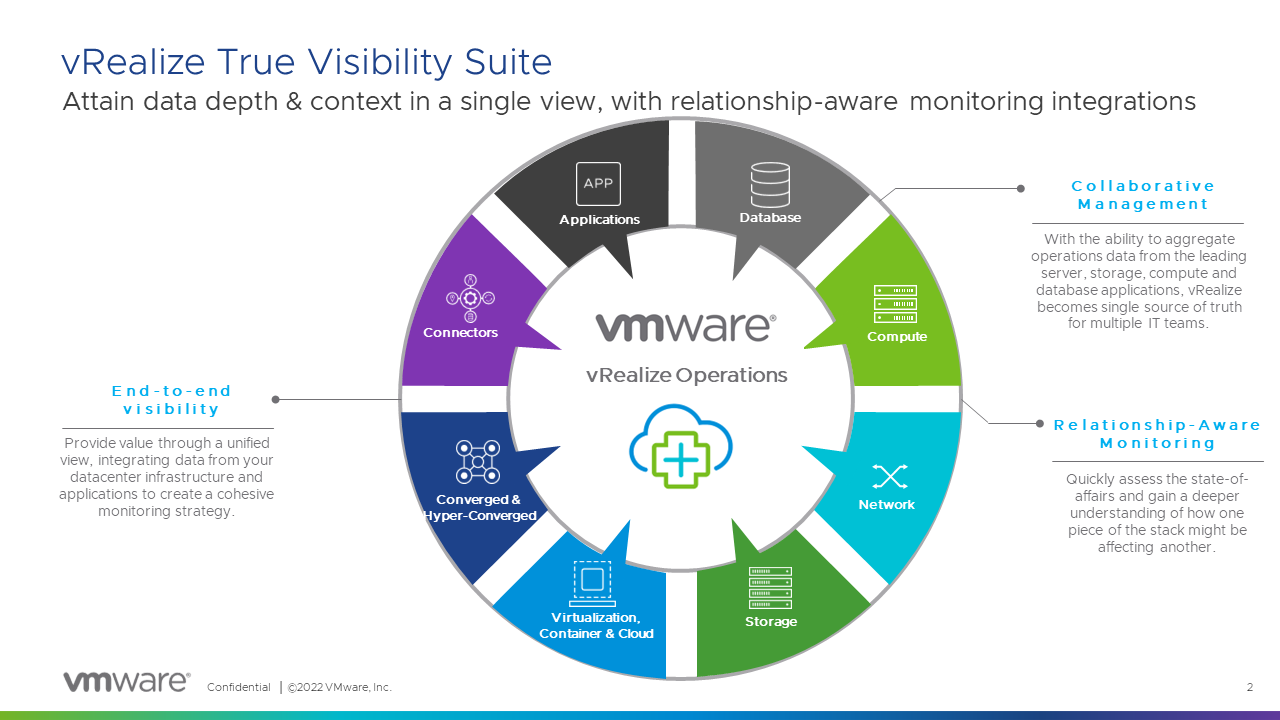 vRealize True Visibility Suite
Attain data depth & context in a single view, with relationship-aware monitoring integrations
APP
Applications
Database
Connectors
Compute
Converged &
Hyper-Converged
Network
Virtualization,
Container & Cloud
Storage
vmware®
vRealize Operations
Collaborative
Management
With the ability to aggregate
operations data from the leading
server, storage, compute and
database applications, vRealize
becomes single source of truth
for multiple IT teams.
End-to-end
visibility
Provide value through a unified
view, integrating data from your
datacenter infrastructure and
applications to create a cohesive
monitoring strategy.
Relationship-Aware
Monitoring
Quickly assess the state-of-
affairs and gain a deeper
understanding of how one
piece of the stack might be
affecting another.
vmware®
Confidential | ©2022 VMware, Inc.
2